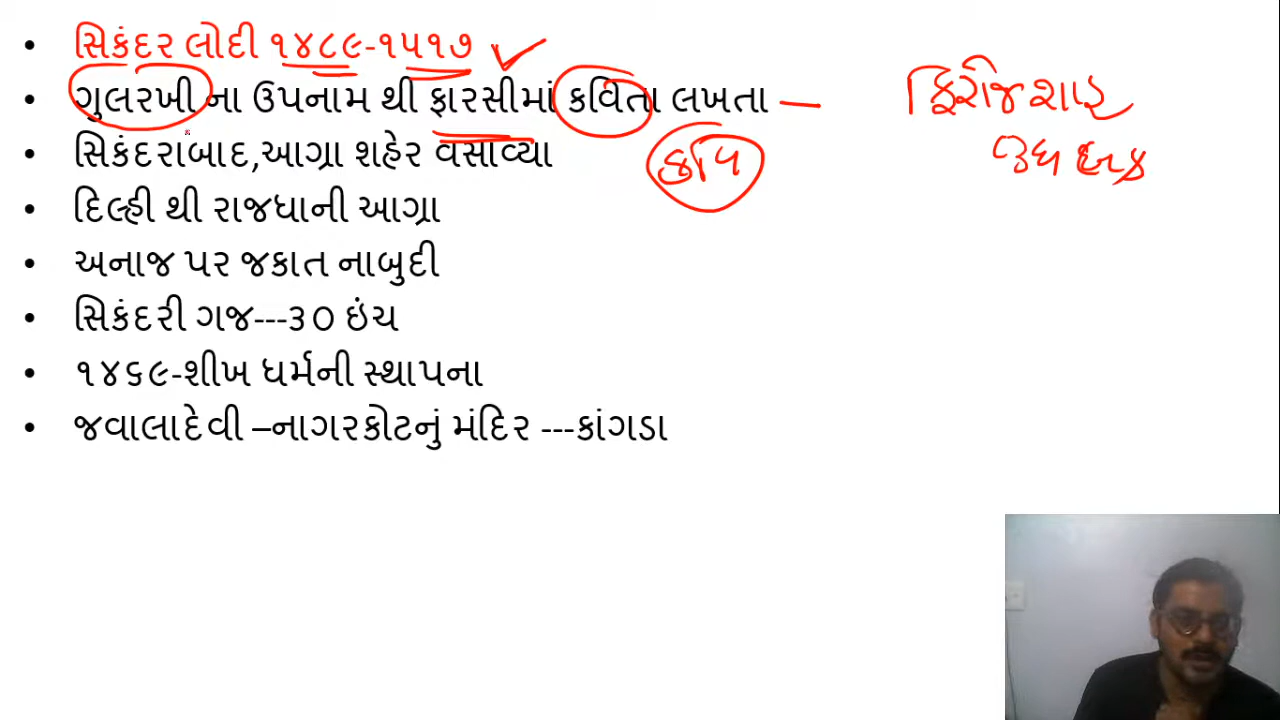 • સિકંદર લોદી ૧૪૮૯-૧૫૧૭
• ગુલરખી ના ઉપનામ થી ફારસીમાં કવિતા લખતા
ફિરોજશાહ
• સિકંદરાબાદ,આગ્રા શહેર વસાવ્યા
કવિ
• દિલ્હી થી રાજધાની આગ્રા
• અનાજ પર જકાત નાબુદી
• સિકંદરી ગજ---૩૦ ઇંચ
• ૧૪૬૯-શીખ ધર્મની સ્થાપના
• જવાલાદેવી –નાગરકોટનું મંદિર ---કાંગડા